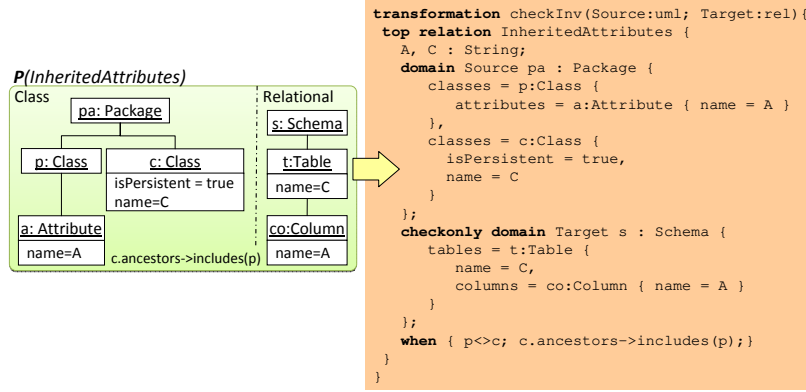 P(InheritedAttributes)
Class
Relational
pa: Package
s: Schema
p: Class
c: Class
isPersistent = true
name=C
t:Table
name=C
a: Attribute
name=A
c.ancestors->includes(p)
co:Column
name=A
transformation checkInv(Source:uml; Target:rel){
top relation InheritedAttributes {
A, C : String;
domain Source pa : Package {
classes = p:Class {
attributes = a:Attribute { name = A }
},
classes = c:Class {
isPersistent = true,
name = C
}
};
checkonly domain Target s : Schema {
tables = t:Table {
name = C,
columns = co:Column { name = A }
}
};
when { p<>c; c.ancestors->includes(p);}
}
}